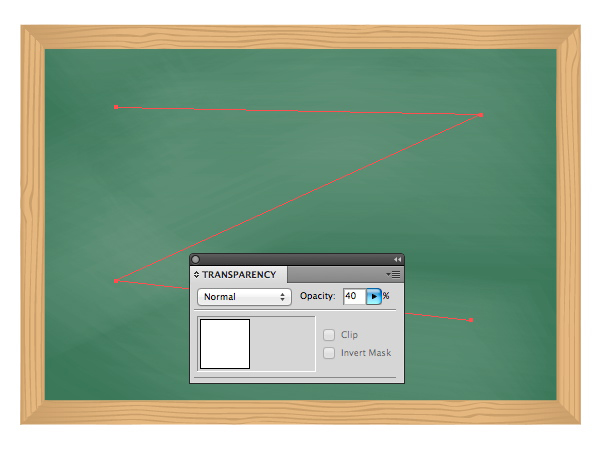 TRANSPARENCY
Normal Opacity: 40 %
Clip
Invert Mask